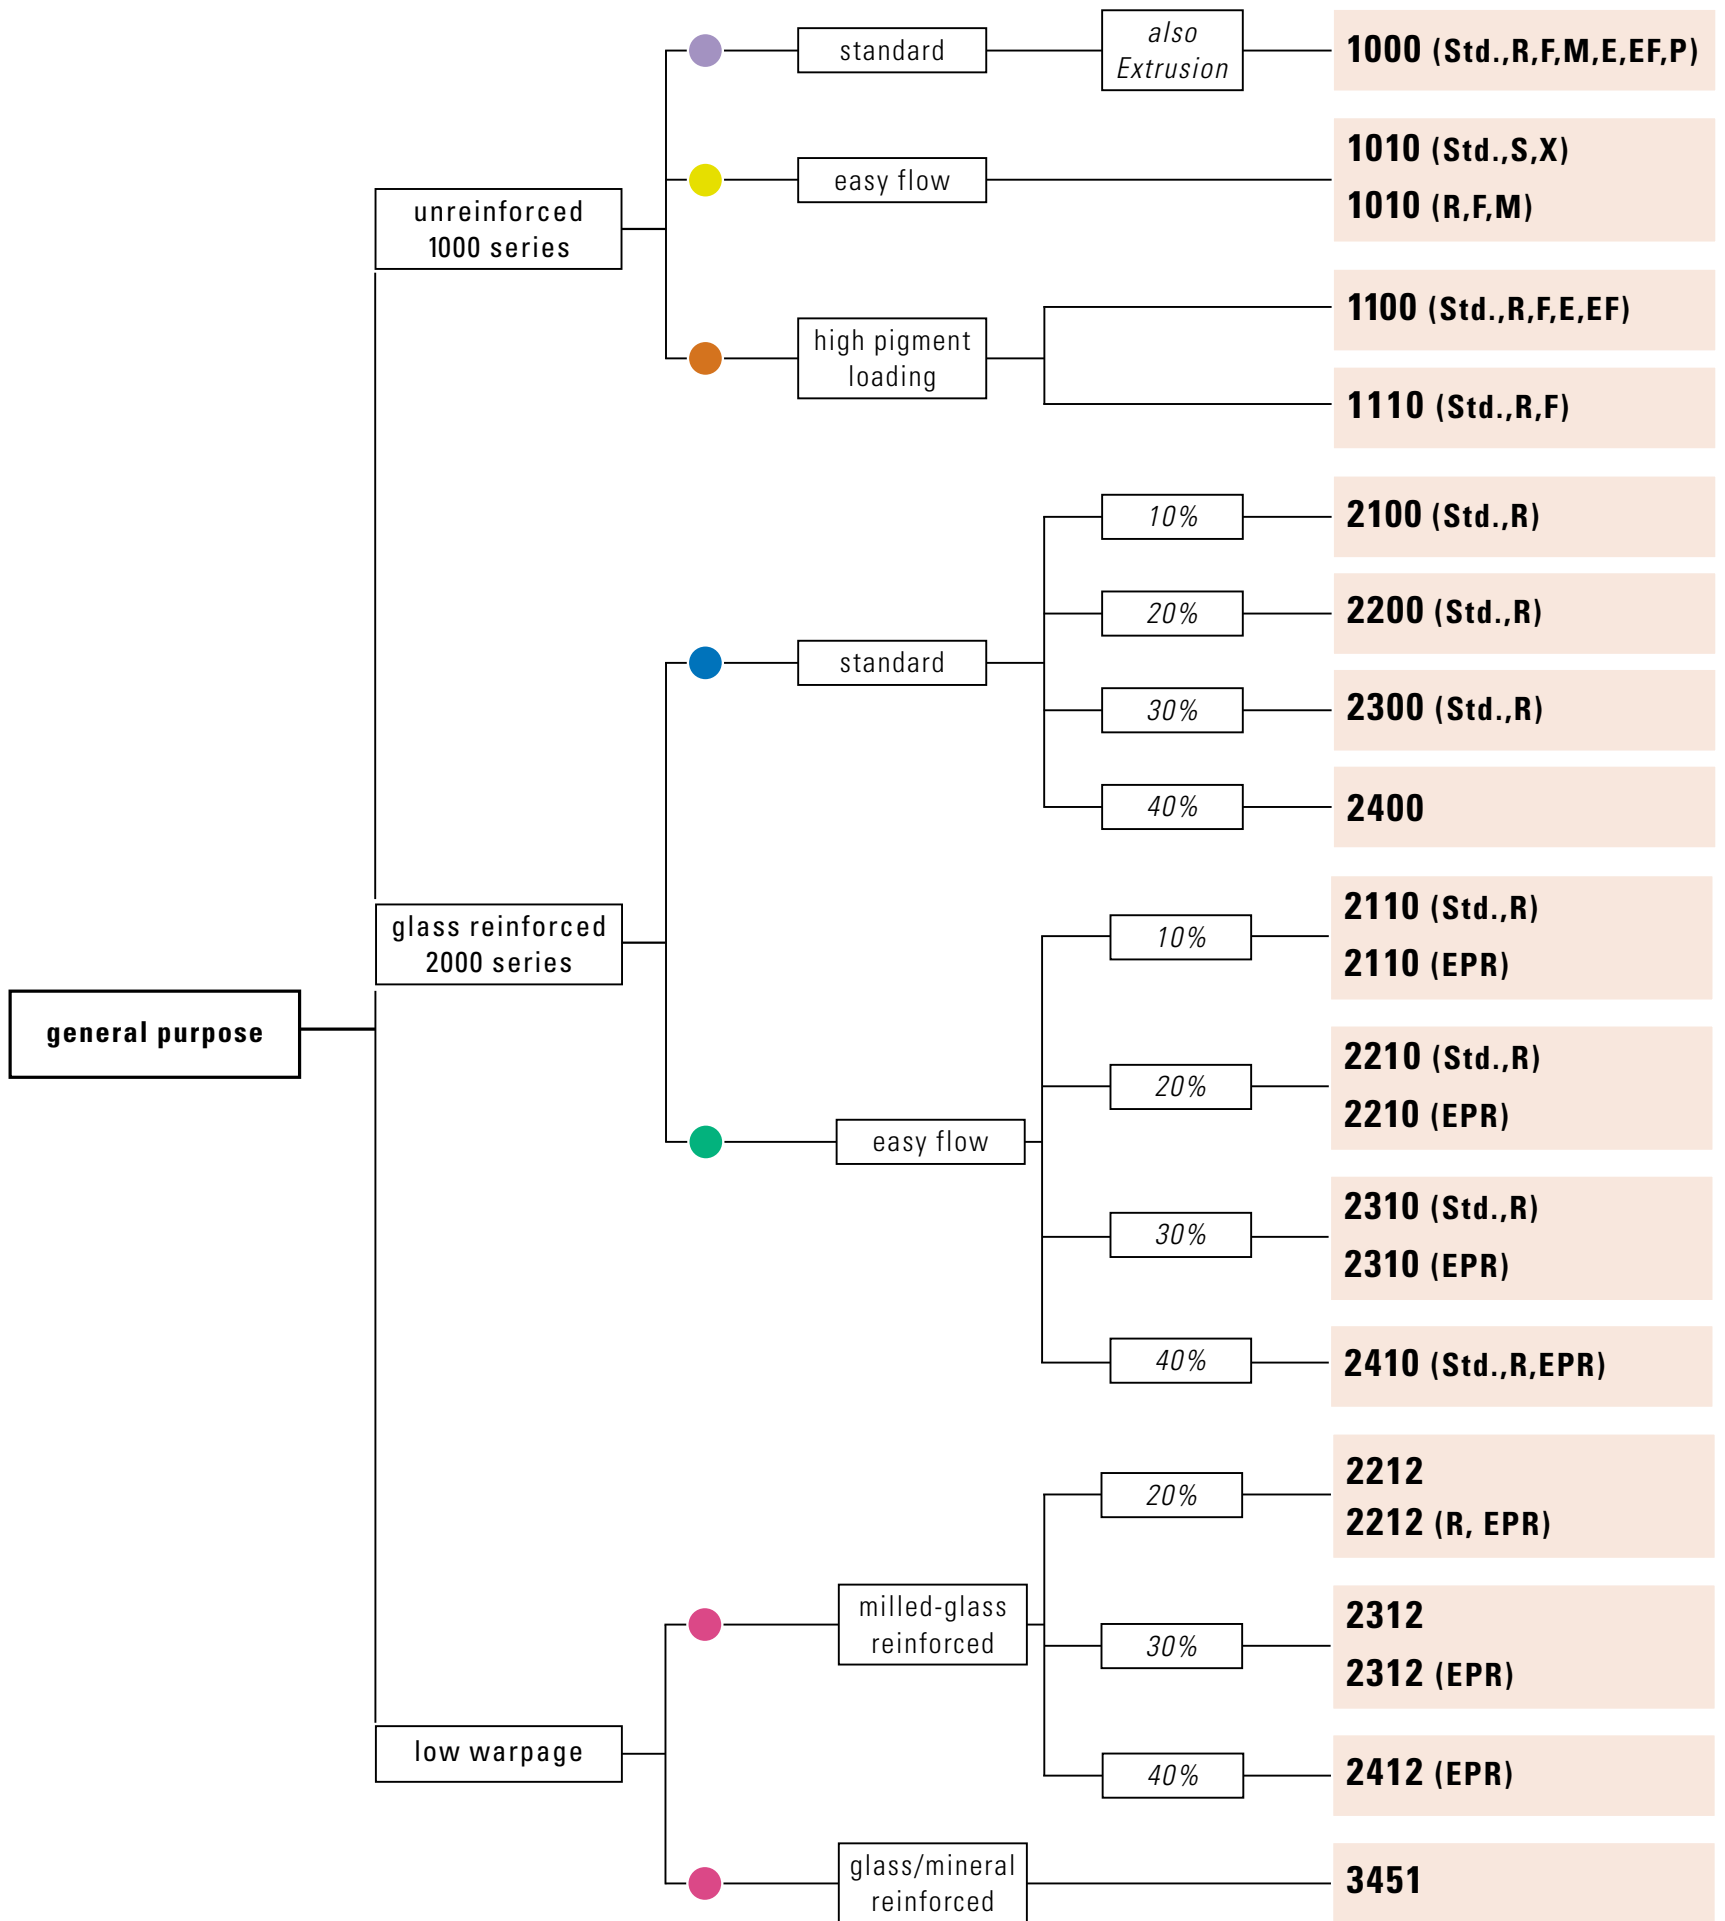 general purpose
unreinforced
1000 series
standard
also
Extrusion
1000 (Std.,R,F,M,E,EF,P)
easy flow
1010 (Std.,S,X)
1010 (R,F,M)
high pigment
loading
1100 (Std.,R,F,E,EF)
1110 (Std.,R,F)
glass reinforced
2000 series
standard
10%
2100 (Std.,R)
20%
2200 (Std.,R)
30%
2300 (Std.,R)
40%
2400
easy flow
10%
2110 (Std.,R)
2110 (EPR)
20%
2210 (Std.,R)
2210 (EPR)
30%
2310 (Std.,R)
2310 (EPR)
40%
2410 (Std.,R,EPR)
low warpage
milled-glass
reinforced
20%
2212
2212 (R, EPR)
30%
2312
2312 (EPR)
40%
2412 (EPR)
glass/mineral
reinforced
3451